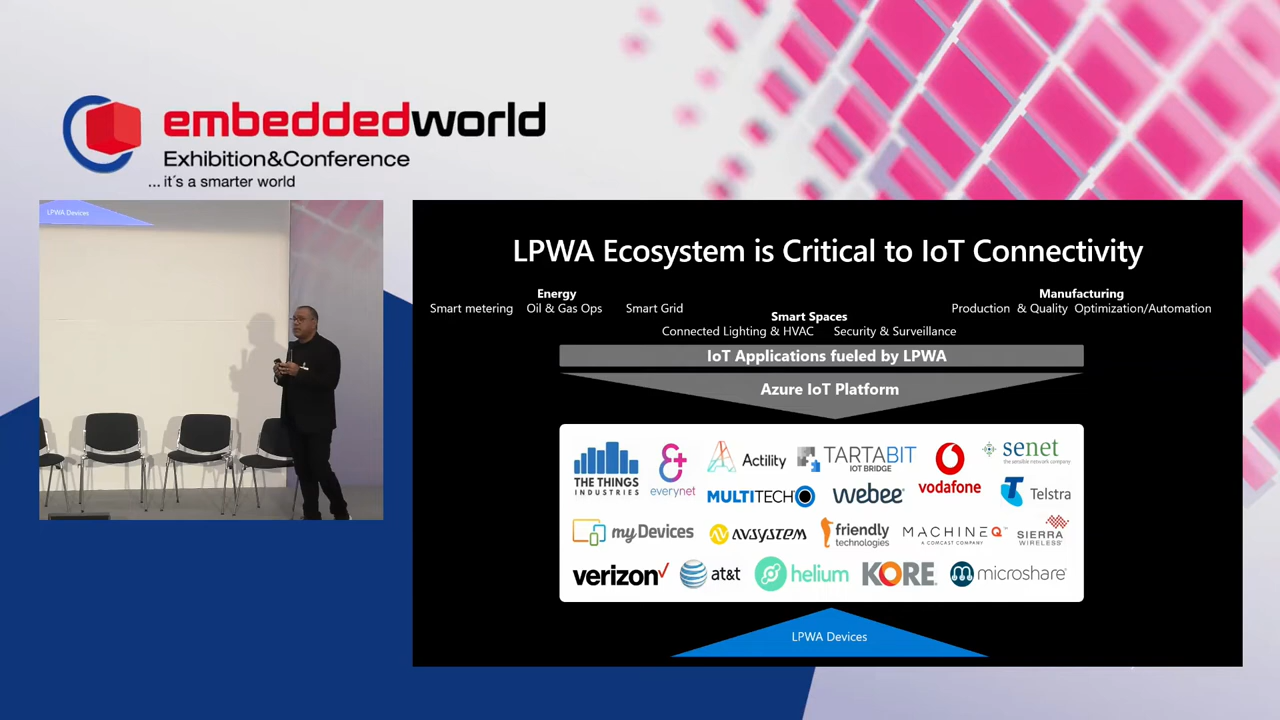 embeddedworld
Exhibition&Conference
...it´s a smarter world
LPWA Devices
LPWA Ecosystem is Critical to IoT Connectivity
Energy
Smart metering Oil & Gas Ops Smart Grid
Smart Spaces
Connected Lighting & HVAC Security & Surveillance
Manufacturing
Production & Quality Optimization/Automation
IoT Applications fueled by LPWA
Azure IoT Platform
THE THINGS
INDUSTRIES
everynet
Actility
TARTABIT
IOT BRIDGE
vodafone
senet
the sensible network company
MULTITECH
webee
Telstra
myDevices
AVSYSTEM
friendly
technologies
MACHINEQ™
A COMCAST COMPANY
SIERRA
WIRELESS
verizon
at&t
helium
KORE
microshare
LPWA Devices